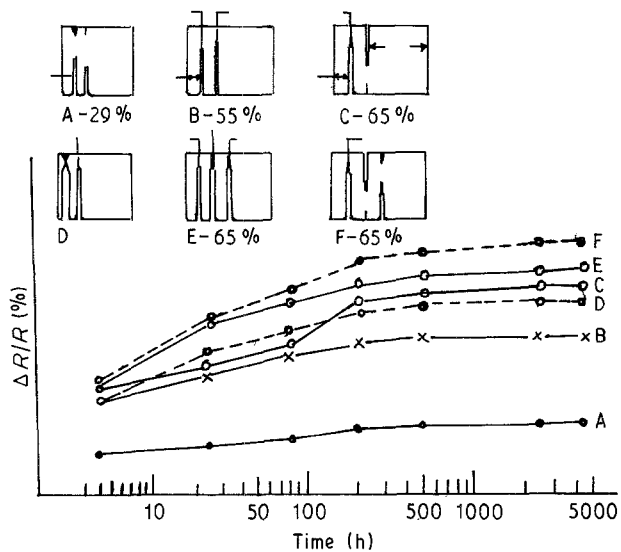 A-29%
B-55%
C-65%
D
E-65%
F-65%
ΔR/R (%)
F
E
C
D
B
A
10
50
100
500
1000
5000
Time (h)